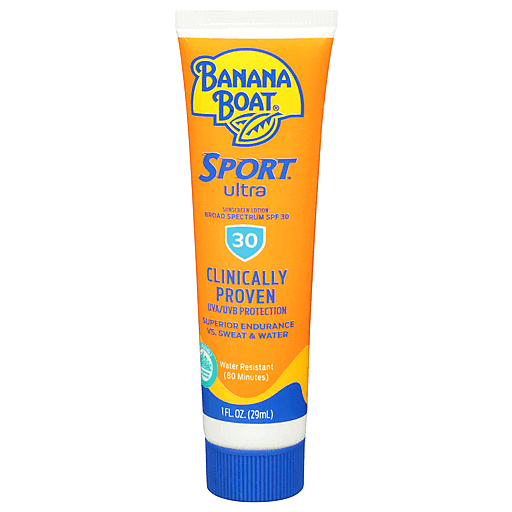 BANANA
BOAT®
SPORT™
ultra
SUNSCREEN LOTION
BROAD SPECTRUM SPF 30
30
CLINICALLY
PROVEN
UVA/UVB PROTECTION
SUPERIOR ENDURANCE
VS. SWEAT & WATER
Water Resistant
(80 Minutes)
1 FL. OZ. (29mL)